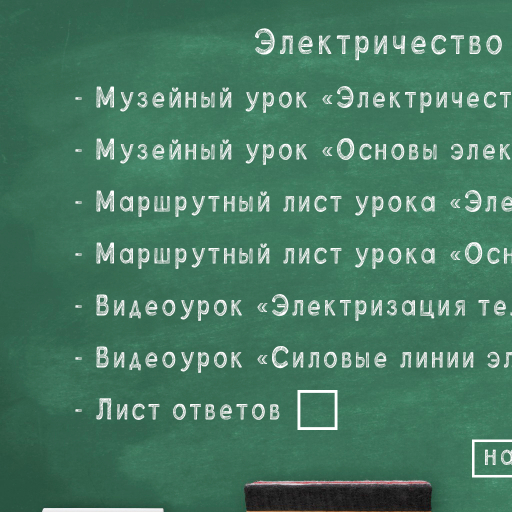 Электричество
- Музейный урок «Электричест
- Музейный урок «Основы элек
- Маршрутный лист урока «Эле
- Маршрутный лист урока «Осн
- Видеоурок «Электризация те
- Видеоурок «Силовые линии эл
- Лист ответов
на